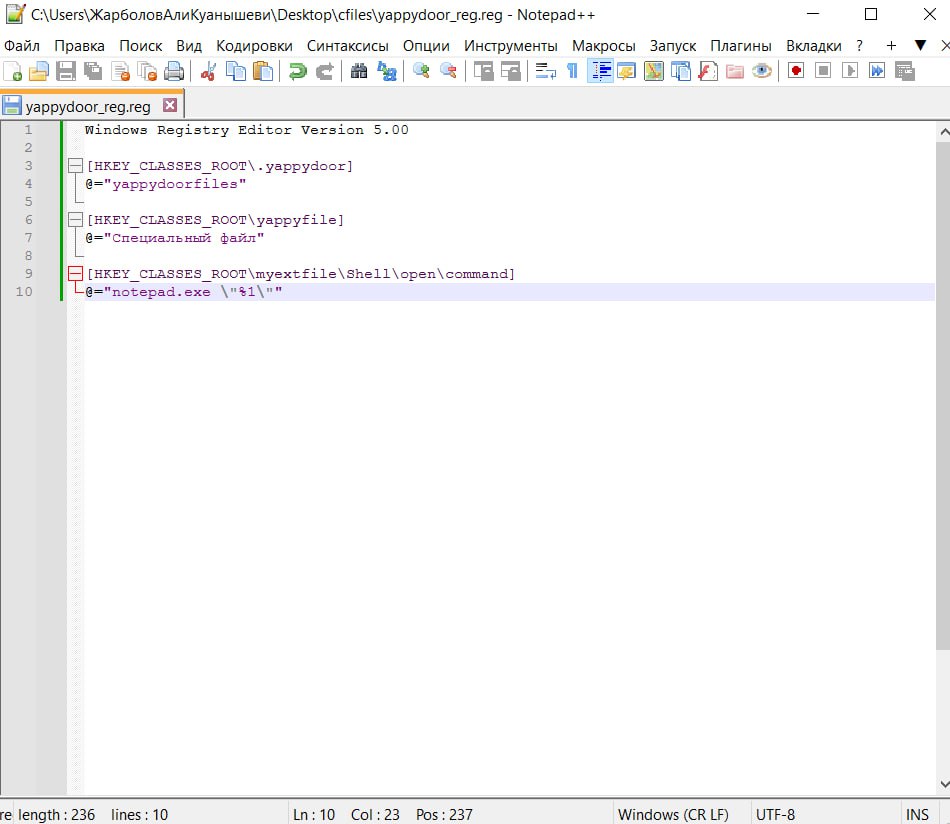 C:\Users\ЖарболовАлиКуанышеви\Desktop\cfiles\yappydoor_reg.reg - Notepad++
Файл Правка Поиск Вид Кодировки Синтаксисы Опции Инструменты Макросы Запуск Плагины Вкладки ? +
yappydoor_reg.reg
1 Windows Registry Editor Version 5.00
2
3 [HKEY_CLASSES_ROOT\.yappydoor]
4 @="yappydoorfiles"
5
6 [HKEY_CLASSES_ROOT\yappyfile]
7 @="Специальный файл"
8
9 [HKEY_CLASSES_ROOT\myextfile\Shell\open\command]
10 @="notepad.exe \"%1\""
re length : 236 lines : 10 Ln : 10 Col : 23 Pos : 237 Windows (CR LF) UTF-8 INS